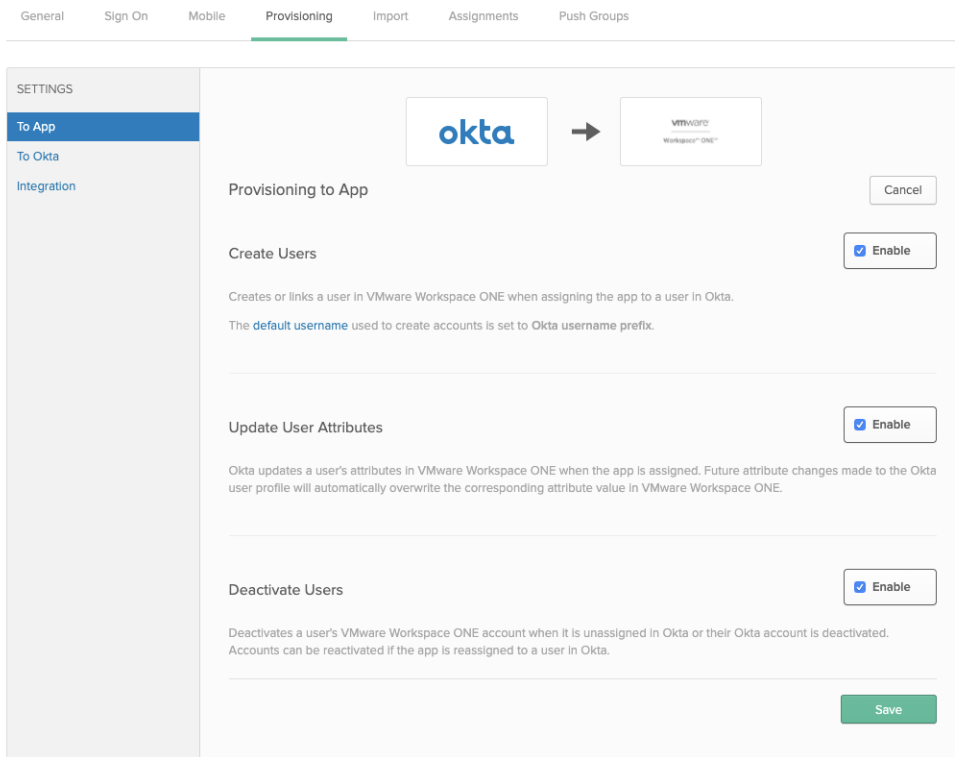 General Sign On Mobile Provisioning Import Assignments Push Groups
SETTINGS
To App
To Okta
Integration
okta
vmware
Workspace™ ONE™
Provisioning to App
Cancel
Create Users
Enable
Creates or links a user in VMware Workspace ONE when assigning the app to a user in Okta.
The default username used to create accounts is set to Okta username prefix.
Update User Attributes
Enable
Okta updates a user's attributes in VMware Workspace ONE when the app is assigned. Future attribute changes made to the Okta
user profile will automatically overwrite the corresponding attribute value in VMware Workspace ONE.
Deactivate Users
Enable
Deactivates a user's VMware Workspace ONE account when it is unassigned in Okta or their Okta account is deactivated.
Accounts can be reactivated if the app is reassigned to a user in Okta.
Save